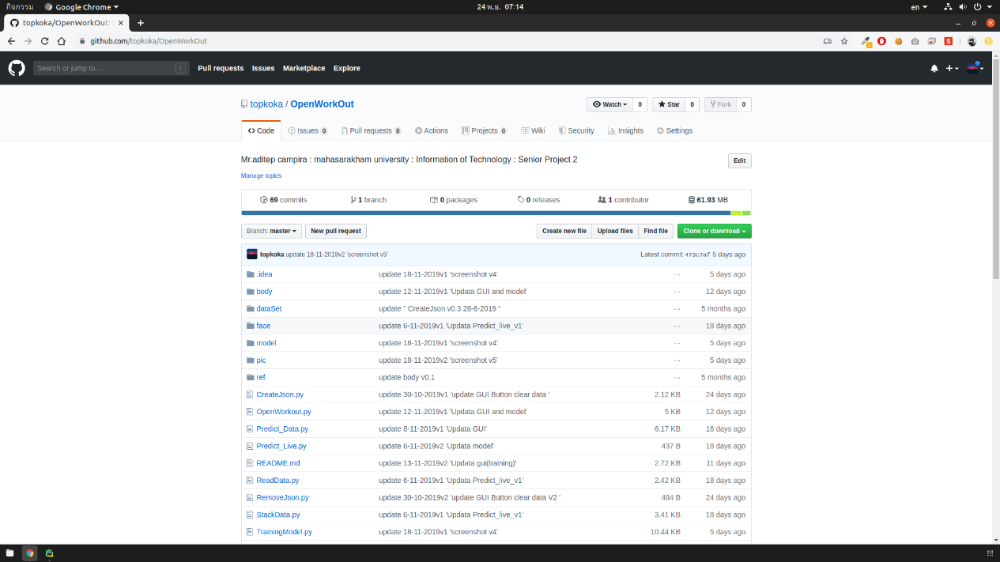 กิจกรรม Google Chrome 24 พ.ย. 07:14 en
topkoka/OpenWorkOut:
github.com/topkoka/OpenWorkOut
Search or jump to… / Pull requests Issues Marketplace Explore
topkoka / OpenWorkOut Watch 0 Star 0 Fork 0
Code Issues 0 Pull requests 0 Actions Projects 0 Wiki Security Insights Settings
Mr.aditep campira : mahasarakham university : Information of Technology : Senior Project 2 Edit
Manage topics
69 commits 1 branch 0 packages 0 releases 1 contributor 61.93 MB
Branch: master New pull request Create new file Upload files Find file Clone or download
topkoka update 18-11-2019v2 'screenshot v5' Latest commit 473c7af 5 days ago
.idea update 18-11-2019v1 'screenshot v4' ... 5 days ago
body update 12-11-2019v1 'Updata GUI and model' ... 12 days ago
dataSet update " CreateJson v0.3 28-6-2019 " ... 5 months ago
face update 6-11-2019v1 'Updata Predict_live_v1' ... 18 days ago
model update 18-11-2019v1 'screenshot v4' ... 5 days ago
pic update 18-11-2019v2 'screenshot v5' ... 5 days ago
ref update body v0.1 ... 5 months ago
CreateJson.py update 30-10-2019v1 'update GUI Button clear data ' 2.12 KB 24 days ago
OpenWorkout.py update 12-11-2019v1 'Updata GUI and model' 5 KB 12 days ago
Predict_Data.py update 8-11-2019v1 'Updata GUI' 6.17 KB 16 days ago
Predict_Live.py update 6-11-2019v2 'Updata model' 437 B 18 days ago
README.md update 13-11-2019v2 'Updata gui(training)' 2.72 KB 11 days ago
ReadData.py update 6-11-2019v1 'Updata Predict_live_v1' 2.42 KB 18 days ago
RemoveJson.py update 30-10-2019v2 'update GUI Button clear data V2 ' 484 B 24 days ago
StackData.py update 6-11-2019v1 'Updata Predict_live_v1' 3.41 KB 18 days ago
TrainingModel.py update 18-11-2019v1 'screenshot v4' 10.44 KB 5 days ago